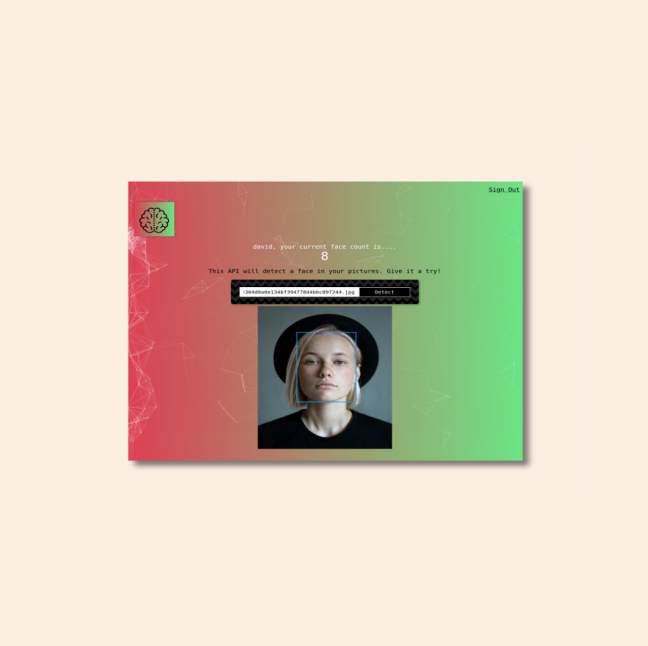 Sign Out
david, your current face count is....
8
This API will detect a face in your pictures. Give it a try!
Detect